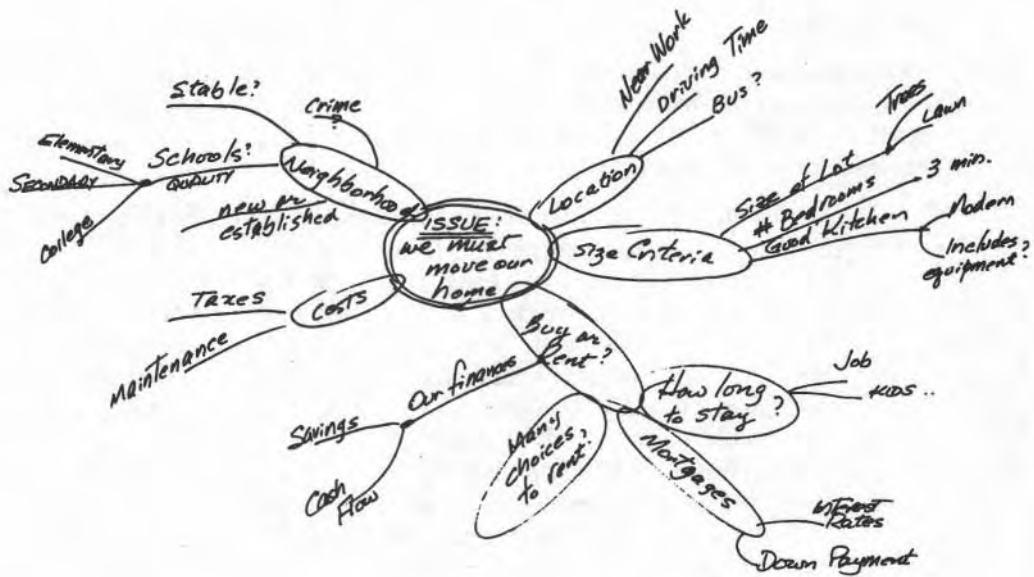 ISSUE:
we must
move our
home
Neighborhood
Stable?
Crime
?
Schools?
QUALITY
Elementary
SECONDARY
College
new or
established
Location
Near Work
Driving Time
Bus?
Size Criteria
Size of Lot
Trees
Lawn
# Bedrooms
3 min.
Good Kitchen
Modern
Includes
equipment?
Costs
Taxes
Maintenance
Buy or
Rent?
Our finances
Savings
Cash
Flow
Many
choices
to rent?
Mortgages
Interest
Rates
Down Payment
How long
to stay?
Job
KIDS..